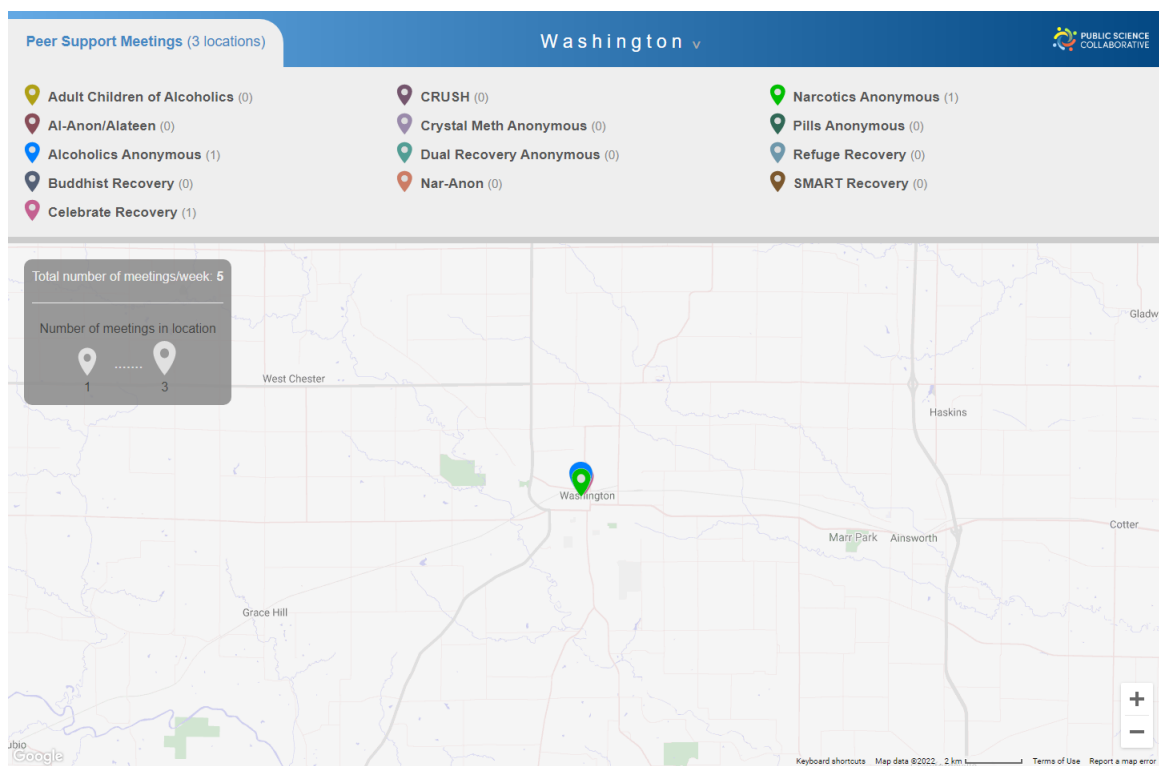 Peer Support Meetings (3 locations)
Washington v
PUBLIC SCIENCE
COLLABORATIVE
Adult Children of Alcoholics (0)
Al-Anon/Alateen (0)
Alcoholics Anonymous (1)
Buddhist Recovery (0)
Celebrate Recovery (1)
CRUSH (0)
Crystal Meth Anonymous (0)
Dual Recovery Anonymous (0)
Nar-Anon (0)
Narcotics Anonymous (1)
Pills Anonymous (0)
Refuge Recovery (0)
SMART Recovery (0)
Total number of meetings/week: 5
Number of meetings in location
1 ....... 3
Gladw
West Chester
Haskins
Washington
Cotter
Marr Park
Ainsworth
Grace Hill
ubio
+
−
Google
Keyboard shortcuts
Map data ©2022
2 km
Terms of Use
Report a map error